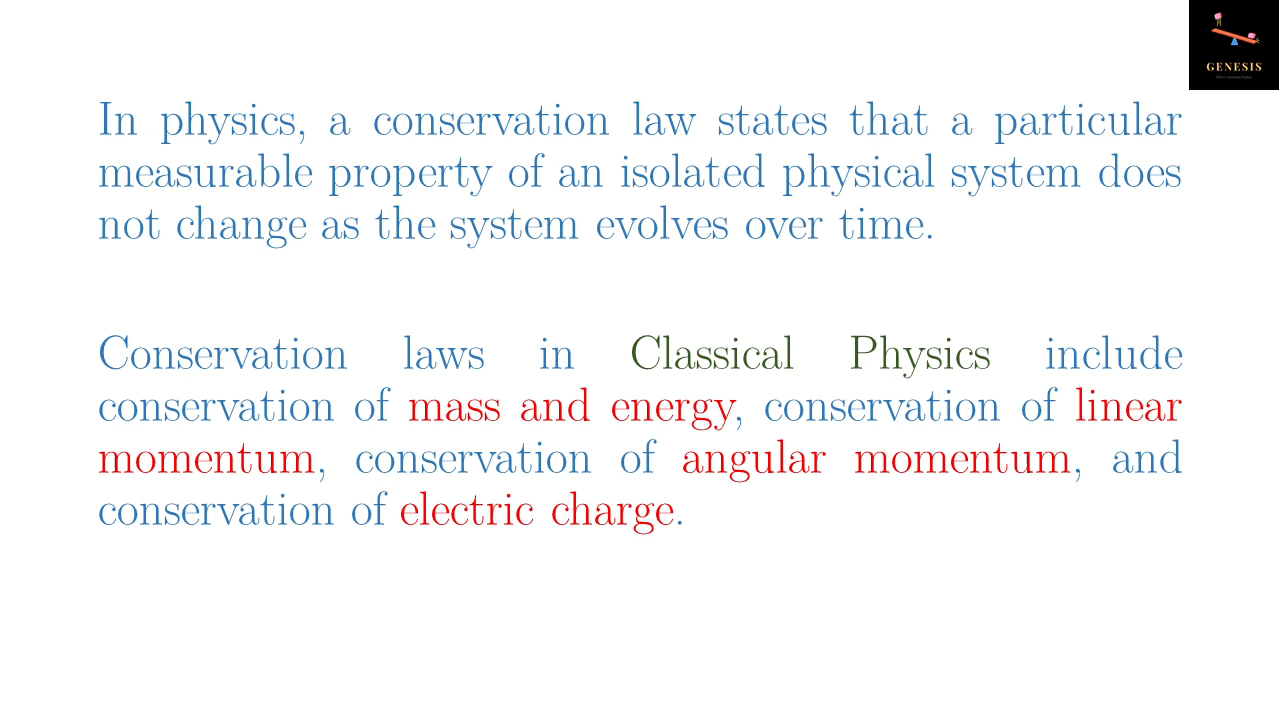 GENESIS
In physics, a conservation law states that a particular
measurable property of an isolated physical system does
not change as the system evolves over time.
Conservation laws in Classical Physics include
conservation of mass and energy, conservation of linear
momentum, conservation of angular momentum, and
conservation of electric charge.